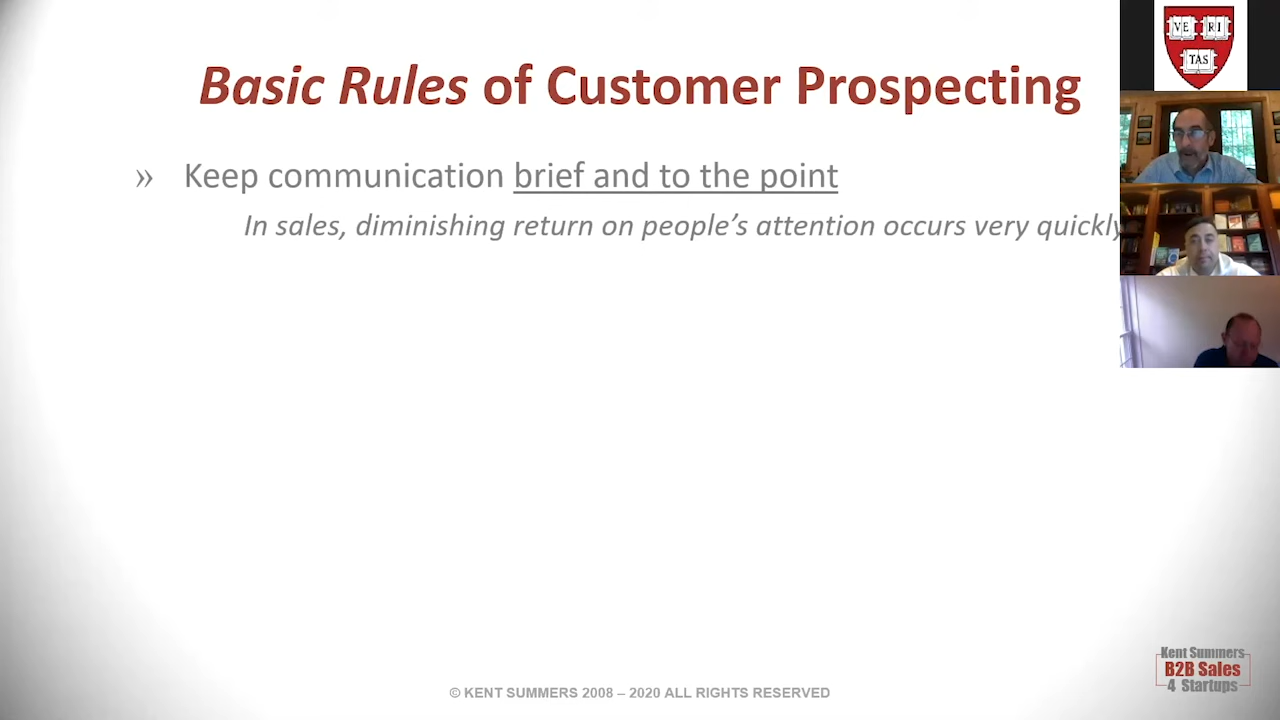 Basic Rules of Customer Prospecting
» Keep communication brief and to the point
In sales, diminishing return on people’s attention occurs very quickly
VE RI
TAS
Kent Summers
B2B Sales
4 Startups
© KENT SUMMERS 2008 – 2020 ALL RIGHTS RESERVED